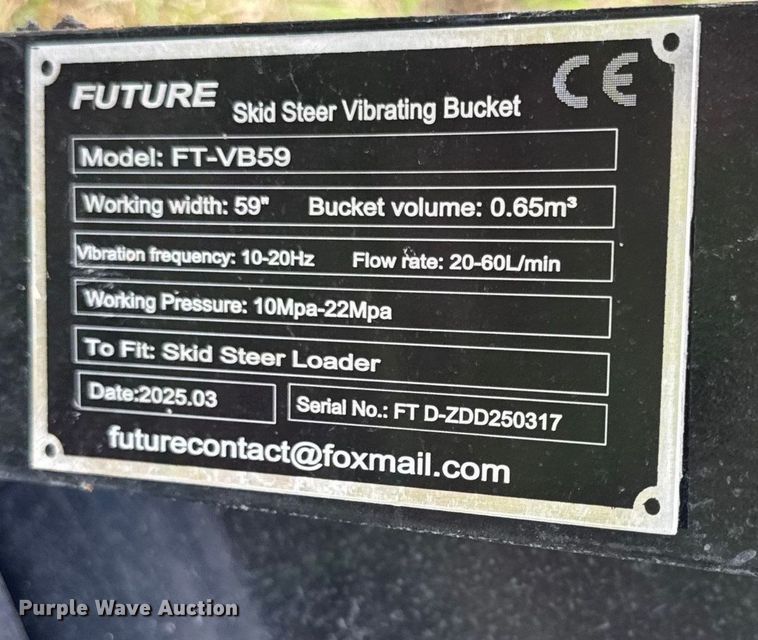 FUTURE Skid Steer Vibrating Bucket CE
Model: FT-VB59
Working width: 59" Bucket volume: 0.65m³
Vibration frequency: 10-20Hz Flow rate: 20-60L/min
Working Pressure: 10Mpa-22Mpa
To Fit: Skid Steer Loader
Date:2025.03 Serial No.: FT D-ZDD250317
futurecontact@foxmail.com
Purple Wave Auction